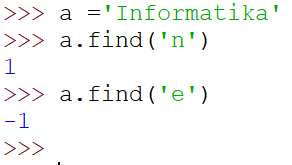 >>> a ='Informatika'
>>> a.find('n')
1
>>> a.find('e')
-1
>>>